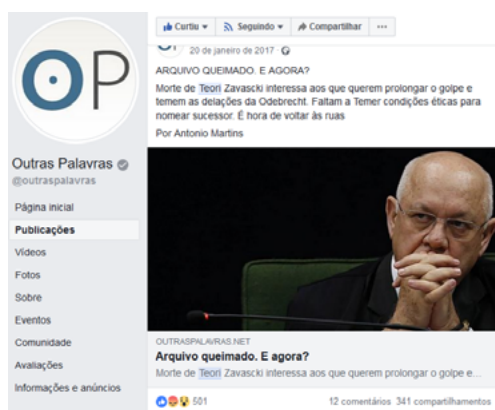 Curtiu Seguindo Compartilhar ...
OP
20 de janeiro de 2017
ARQUIVO QUEIMADO. E AGORA?
Morte de Teori Zavascki interessa aos que querem prolongar o golpe e
temem as delações da Odebrecht. Faltam a Temer condições éticas para
nomear sucessor. É hora de voltar às ruas
Por Antonio Martins
Outras Palavras
@outraspalavras
Página inicial
Publicações
Vídeos
Fotos
Sobre
Eventos
Comunidade
Avaliações
Informações e anúncios
OUTRASPALAVRAS.NET
Arquivo queimado. E agora?
Morte de Teori Zavascki interessa aos que querem prolongar o golpe e...
501 12 comentários 341 compartilhamentos